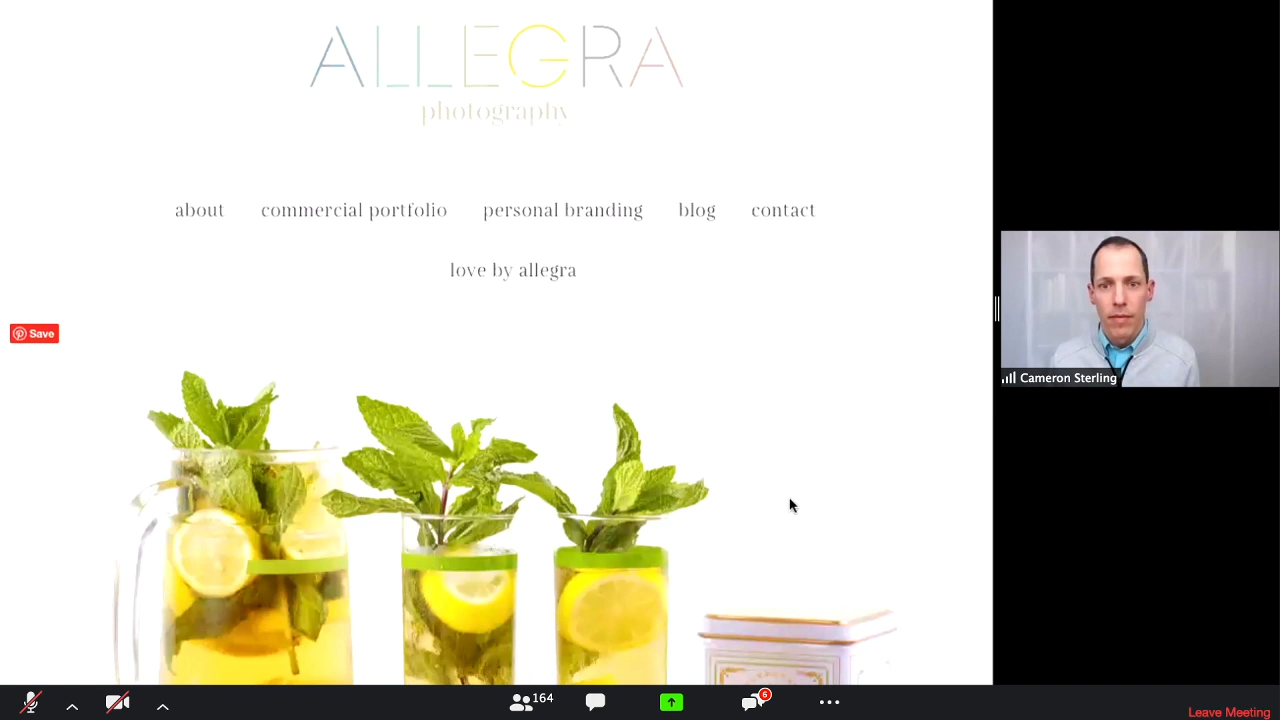 ALLEGRA
photography
about commercial portfolio personal branding blog contact
love by allegra
Save
Cameron Sterling
164
6
Leave Meeting